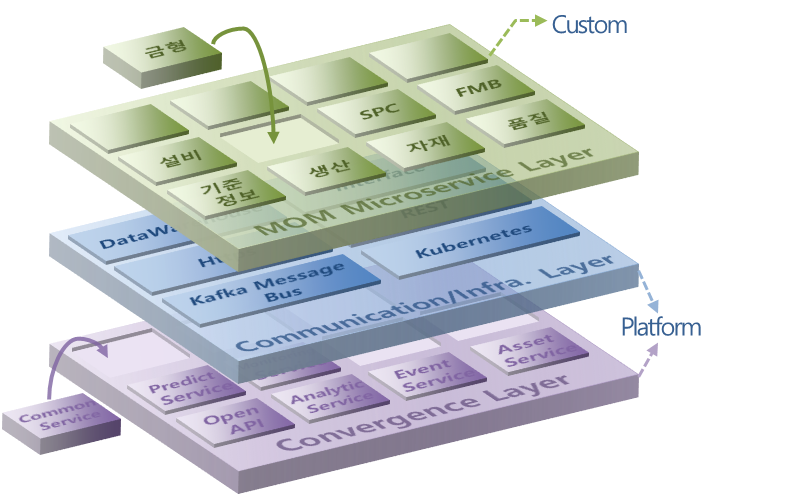 금형
Custom
SPC
FMB
설비
생산
자재
품질
기준
정보
MOM Microservice Layer
Interface
REST
Kubernetes
Kafka Message
Bus
Communication/Infra. Layer
Platform
Common
Service
Predict
Service
Open
API
Analytic
Service
Event
Service
Asset
Service
Convergence Layer